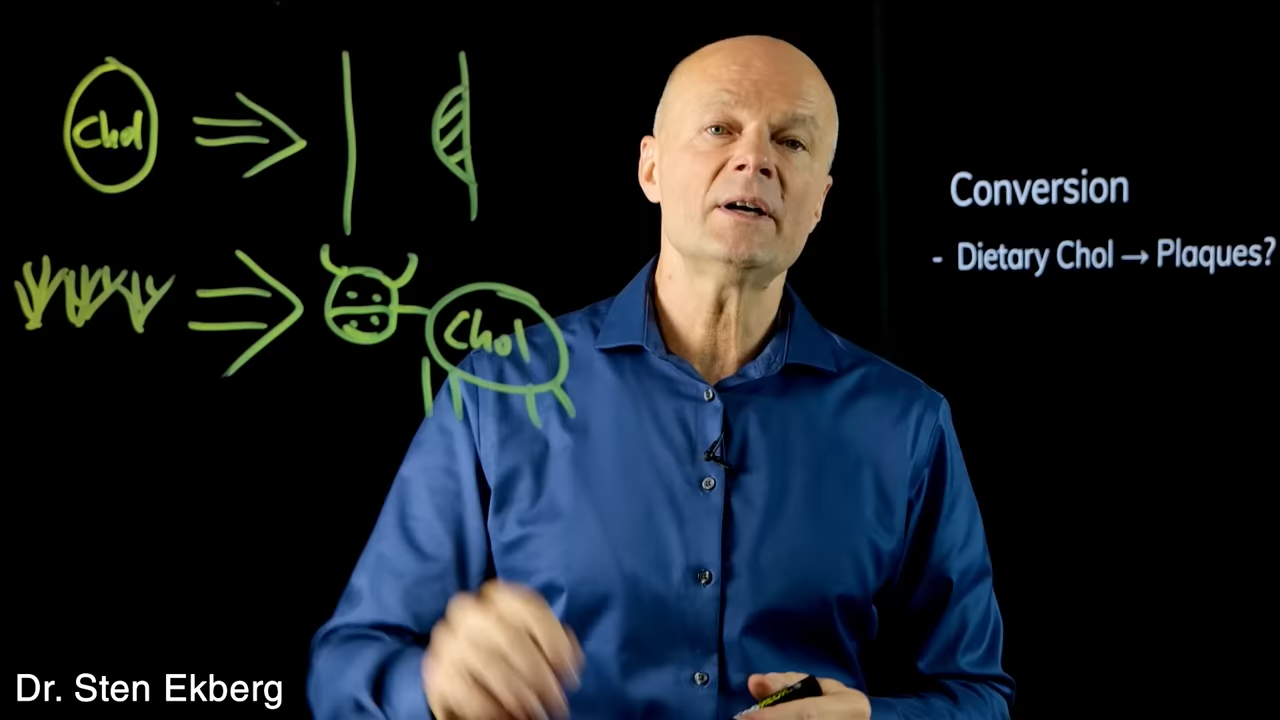 Chol
Chol
Conversion
- Dietary Chol → Plaques?
Dr. Sten Ekberg